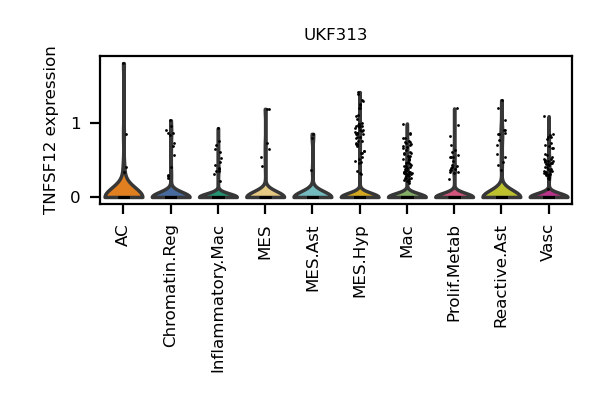 UKF313
TNFSF12 expression
1
0
AC
Chromatin.Reg
Inflammatory.Mac
MES
MES.Ast
MES.Hyp
Mac
Prolif.Metab
Reactive.Ast
Vasc